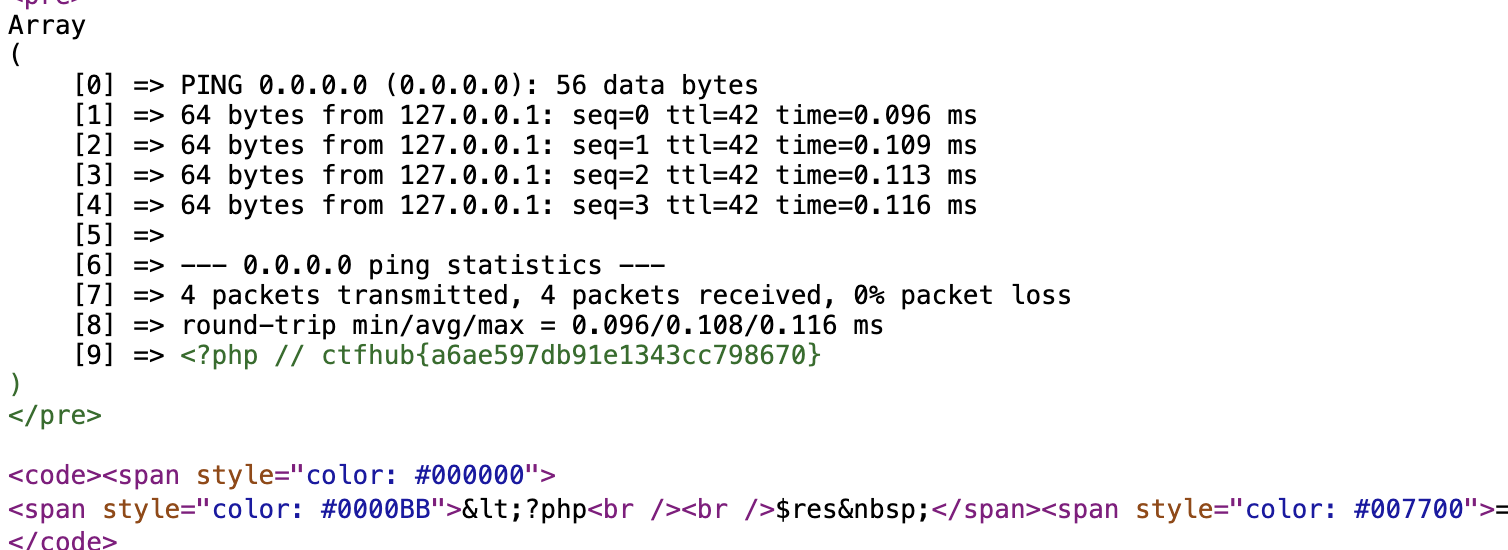 <pre>
Array
(
    [0] => PING 0.0.0.0 (0.0.0.0): 56 data bytes
    [1] => 64 bytes from 127.0.0.1: seq=0 ttl=42 time=0.096 ms
    [2] => 64 bytes from 127.0.0.1: seq=1 ttl=42 time=0.109 ms
    [3] => 64 bytes from 127.0.0.1: seq=2 ttl=42 time=0.113 ms
    [4] => 64 bytes from 127.0.0.1: seq=3 ttl=42 time=0.116 ms
    [5] =>
    [6] => --- 0.0.0.0 ping statistics ---
    [7] => 4 packets transmitted, 4 packets received, 0% packet loss
    [8] => round-trip min/avg/max = 0.096/0.108/0.116 ms
    [9] => <?php // ctfhub{a6ae597db91e1343cc798670}
)
</pre>
<code><span style="color: #000000">
<span style="color: #0000BB">&lt;?php<br /><br />$res&nbsp;</span><span style="color: #007700">=
</code>